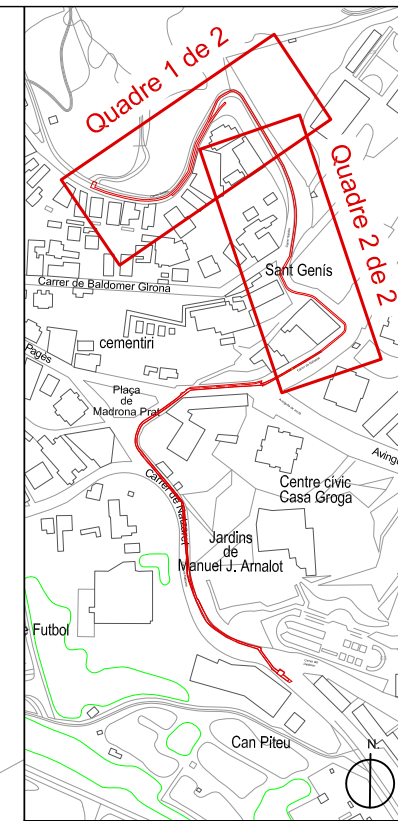 Quadre 1 de 2
Quadre 2 de 2
Sant Genís
Carrer de Baldomer Girona
cementiri
Pagès
Plaça
de
Madrona Prat
Aving
Carrer de Natzaret
Centre cívic
Casa Groga
Jardins
de
Manuel J. Arnalot
e Futbol
Can Piteu
N.